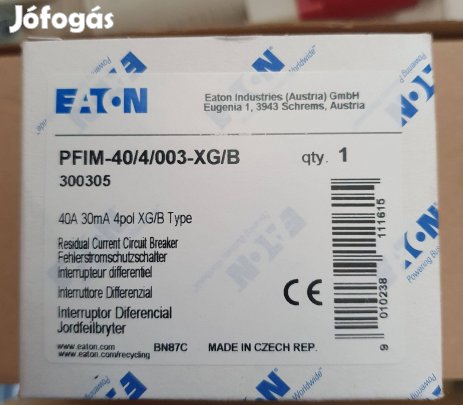 Jófogás
EATON
Eaton Industries (Austria) GmbH
Eugenia 1, 3943 Schrems, Austria
PFIM-40/4/003-XG/B
qty. 1
300305
40A 30mA 4pol XG/B Type
Residual Current Circuit Breaker
Fehlerstromschutzschalter
Interrupteur differentiel
Interruttore Differenzial
Interruptor Diferencial
Jordfeilbryter
CE
9 010238 111615
www.eaton.com
www.eaton.com/recycling
BN87C
MADE IN CZECH REP.